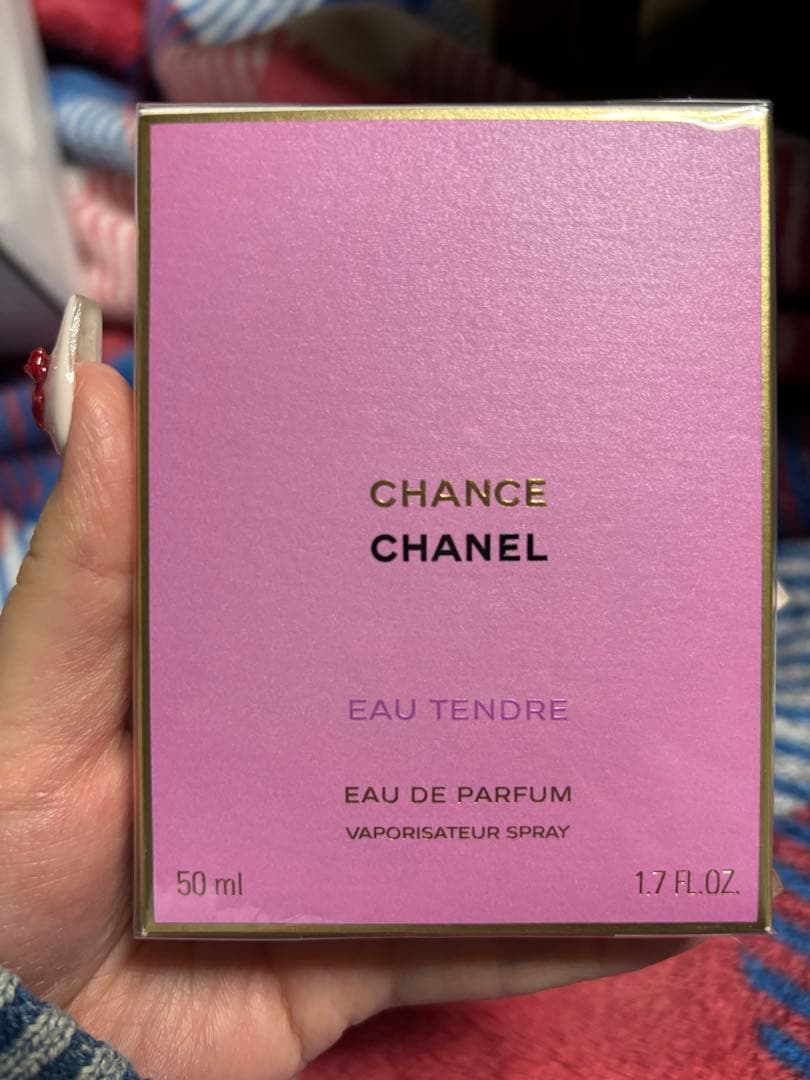 CHANCE
CHANEL
EAU TENDRE
EAU DE PARFUM
VAPORISATEUR SPRAY
50 ml
1.7 FL.OZ.